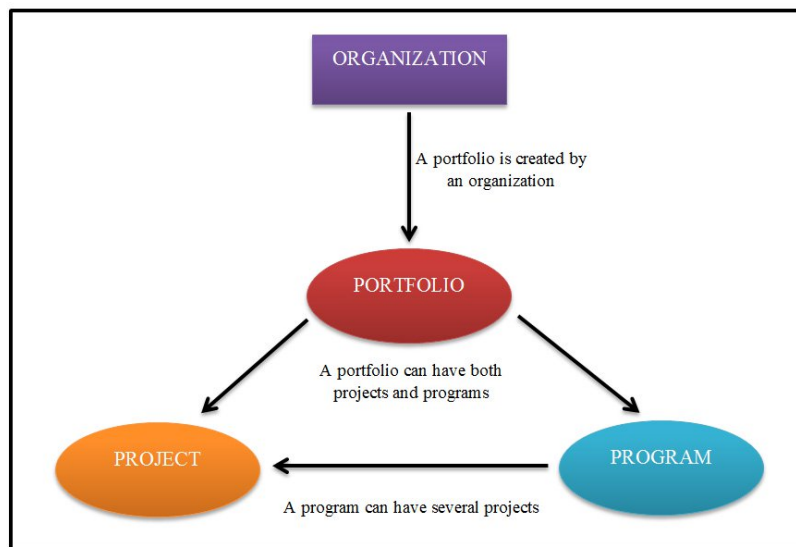 ORGANIZATION
A portfolio is created by
an organization
PORTFOLIO
A portfolio can have both
projects and programs
PROJECT
PROGRAM
A program can have several projects